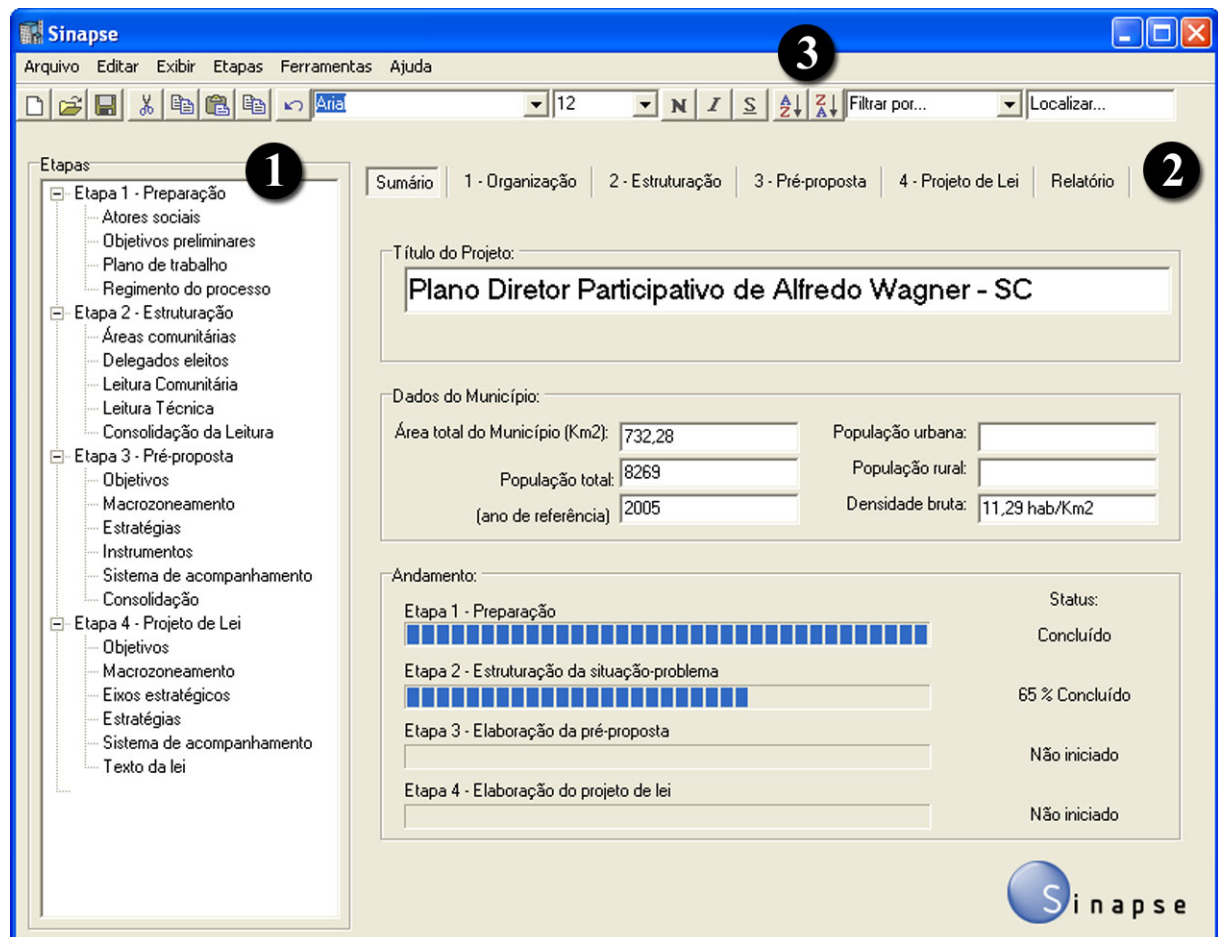 Sinapse
Arquivo Editar Exibir Etapas Ferramentas Ajuda
3
Arial 12 N I S A Z Z A Filtrar por... Localizar...
Etapas
1
Etapa 1 - Preparação
Atores sociais
Objetivos preliminares
Plano de trabalho
Regimento do processo
Etapa 2 - Estruturação
Áreas comunitárias
Delegados eleitos
Leitura Comunitária
Leitura Técnica
Consolidação da Leitura
Etapa 3 - Pré-proposta
Objetivos
Macrozoneamento
Estratégias
Instrumentos
Sistema de acompanhamento
Consolidação
Etapa 4 - Projeto de Lei
Objetivos
Macrozoneamento
Eixos estratégicos
Estratégias
Sistema de acompanhamento
Texto da lei
Sumário 1 - Organização 2 - Estruturação 3 - Pré-proposta 4 - Projeto de Lei Relatório
2
Título do Projeto:
Plano Diretor Participativo de Alfredo Wagner - SC
Dados do Município:
Área total do Município (Km2): 732,28 População urbana:
População total: 8269 População rural:
(ano de referência) 2005 Densidade bruta: 11,29 hab/Km2
Andamento:
Status:
Etapa 1 - Preparação
Concluído
Etapa 2 - Estruturação da situação-problema
65 % Concluído
Etapa 3 - Elaboração da pré-proposta
Não iniciado
Etapa 4 - Elaboração do projeto de lei
Não iniciado
Sinapse